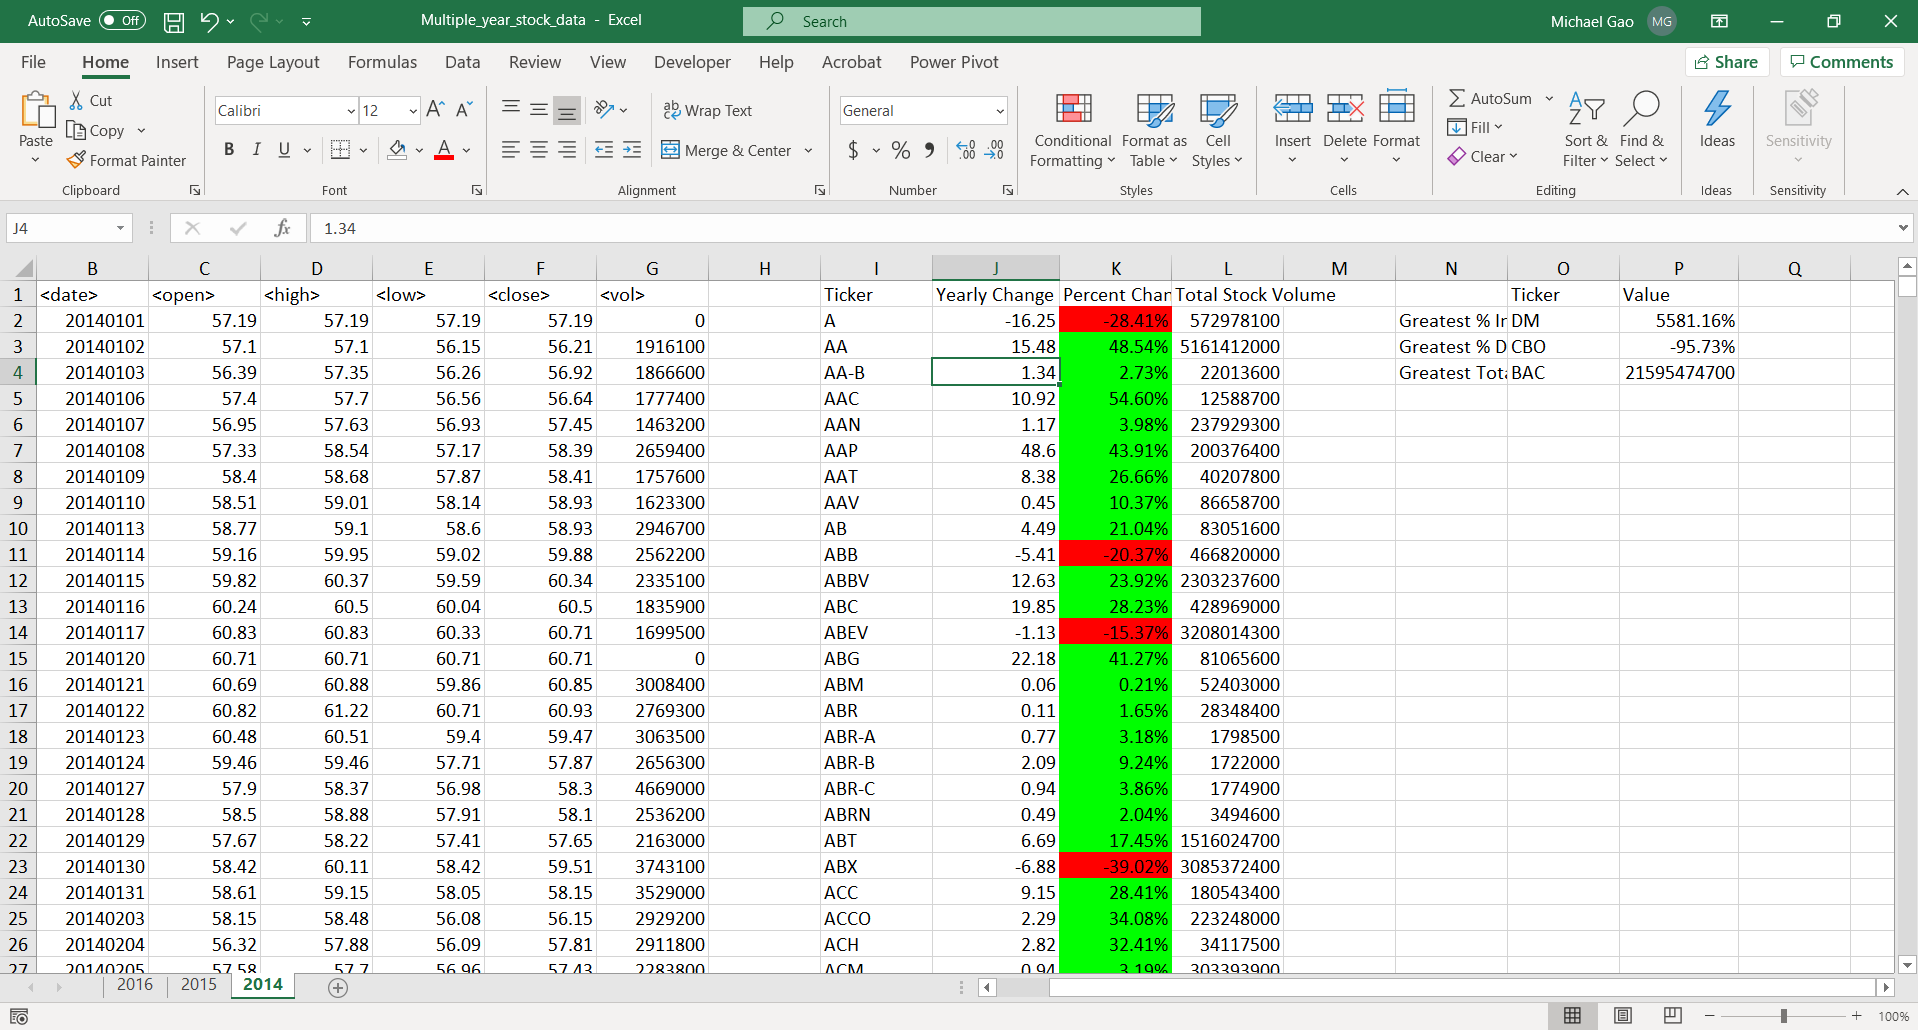 AutoSave Off Multiple_year_stock_data - Excel Search Michael Gao MG
File Home Insert Page Layout Formulas Data Review View Developer Help Acrobat Power Pivot Share Comments
Paste Cut Copy Format Painter Clipboard
Calibri 12 A A B I U A Font
ab Wrap Text Merge & Center Alignment
General $ % 9 .00 .00 Number
Conditional Formatting Format as Table Cell Styles Styles
Insert Delete Format Cells
AutoSum Fill Clear Sort & Filter Find & Select Editing
Ideas Ideas
Sensitivity Sensitivity
J4 fx 1.34
B C D E F G H I J K L M N O P Q
1 <date> <open> <high> <low> <close> <vol> Ticker Yearly Change Percent Chan Total Stock Volume Ticker Value
2 20140101 57.19 57.19 57.19 57.19 0 A -16.25 -28.41% 572978100 Greatest % In DM 5581.16%
3 20140102 57.1 57.1 56.15 56.21 1916100 AA 15.48 48.54% 5161412000 Greatest % D CBO -95.73%
4 20140103 56.39 57.35 56.26 56.92 1866600 AA-B 1.34 2.73% 22013600 Greatest Tota BAC 21595474700
5 20140106 57.4 57.7 56.56 56.64 1777400 AAC 10.92 54.60% 12588700
6 20140107 56.95 57.63 56.93 57.45 1463200 AAN 1.17 3.98% 237929300
7 20140108 57.33 58.54 57.17 58.39 2659400 AAP 48.6 43.91% 200376400
8 20140109 58.4 58.68 57.87 58.41 1757600 AAT 8.38 26.66% 40207800
9 20140110 58.51 59.01 58.14 58.93 1623300 AAV 0.45 10.37% 86658700
10 20140113 58.77 59.1 58.6 58.93 2946700 AB 4.49 21.04% 83051600
11 20140114 59.16 59.95 59.02 59.88 2562200 ABB -5.41 -20.37% 466820000
12 20140115 59.82 60.37 59.59 60.34 2335100 ABBV 12.63 23.92% 2303237600
13 20140116 60.24 60.5 60.04 60.5 1835900 ABC 19.85 28.23% 428969000
14 20140117 60.83 60.83 60.33 60.71 1699500 ABEV -1.13 -15.37% 3208014300
15 20140120 60.71 60.71 60.71 60.71 0 ABG 22.18 41.27% 81065600
16 20140121 60.69 60.88 59.86 60.85 3008400 ABM 0.06 0.21% 52403000
17 20140122 60.82 61.22 60.71 60.93 2769300 ABR 0.11 1.65% 28348400
18 20140123 60.48 60.51 59.4 59.47 3063500 ABR-A 0.77 3.18% 1798500
19 20140124 59.46 59.46 57.71 57.87 2656300 ABR-B 2.09 9.24% 1722000
20 20140127 57.9 58.37 56.98 58.3 4669000 ABR-C 0.94 3.86% 1774900
21 20140128 58.5 58.88 57.91 58.1 2536200 ABRN 0.49 2.04% 3494600
22 20140129 57.67 58.22 57.41 57.65 2163000 ABT 6.69 17.45% 1516024700
23 20140130 58.42 60.11 58.42 59.51 3743100 ABX -6.88 -39.02% 3085372400
24 20140131 58.61 59.15 58.05 58.15 3529000 ACC 9.15 28.41% 180543400
25 20140203 58.15 58.48 56.08 56.15 2929200 ACCO 2.29 34.08% 223248000
26 20140204 56.32 57.88 56.09 57.81 2911800 ACH 2.82 32.41% 34117500
27 20140205 57.58 57.7 56.96 57.43 2283800 ACM 0.94 3.19% 303393900
2016 2015 2014
100%